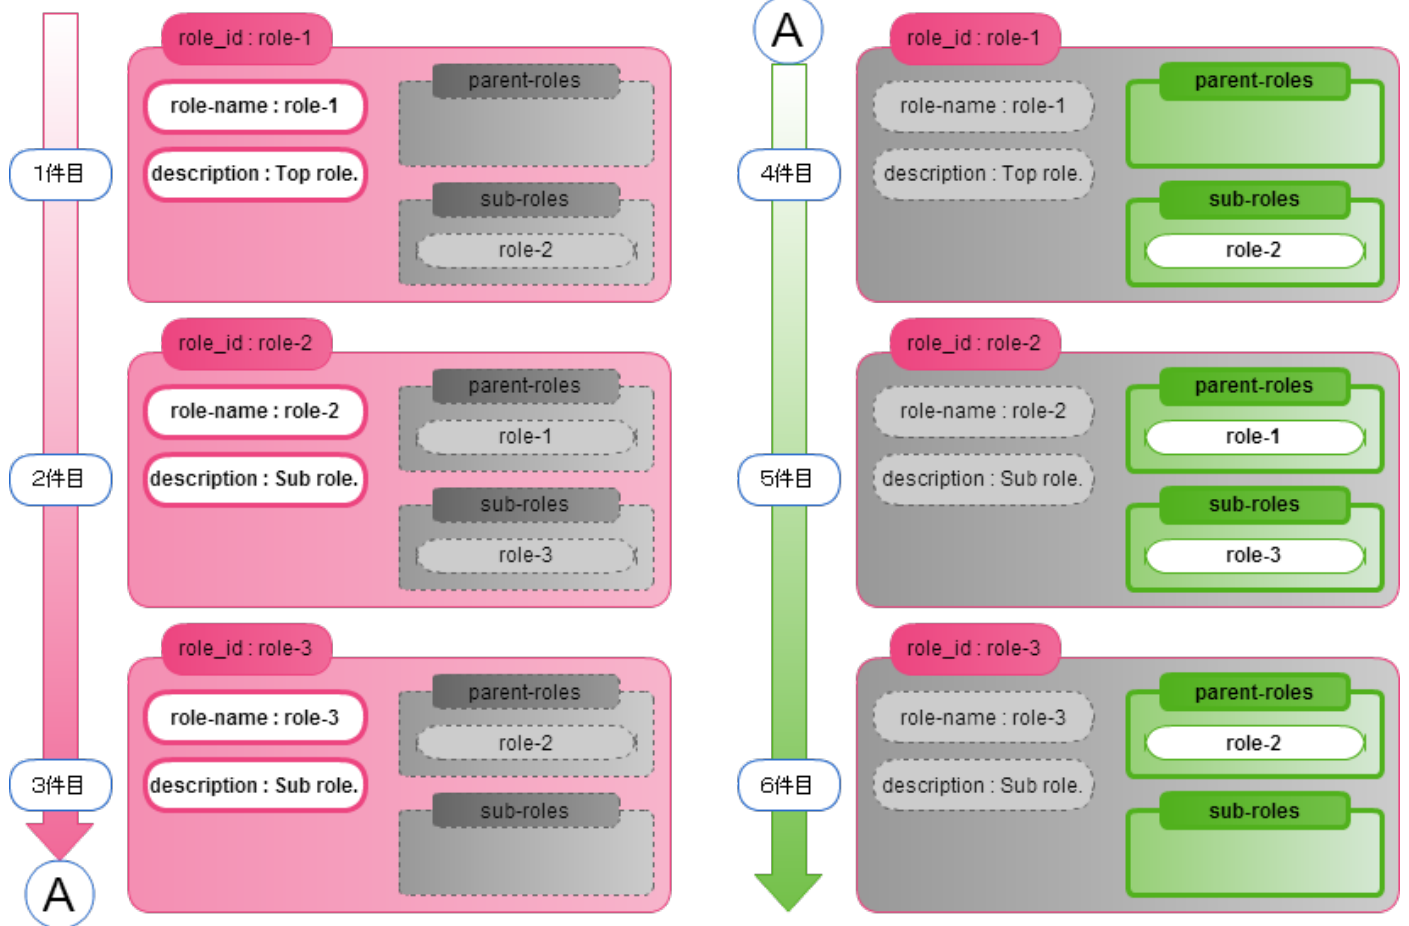 role_id : role-1
role-name : role-1
description : Top role.
parent-roles
sub-roles
role-2
1件目
role_id : role-2
role-name : role-2
description : Sub role.
parent-roles
role-1
sub-roles
role-3
2件目
role_id : role-3
role-name : role-3
description : Sub role.
parent-roles
role-2
sub-roles
3件目
A
A
role_id : role-1
role-name : role-1
description : Top role.
parent-roles
sub-roles
role-2
4件目
role_id : role-2
role-name : role-2
description : Sub role.
parent-roles
role-1
sub-roles
role-3
5件目
role_id : role-3
role-name : role-3
description : Sub role.
parent-roles
role-2
sub-roles
6件目